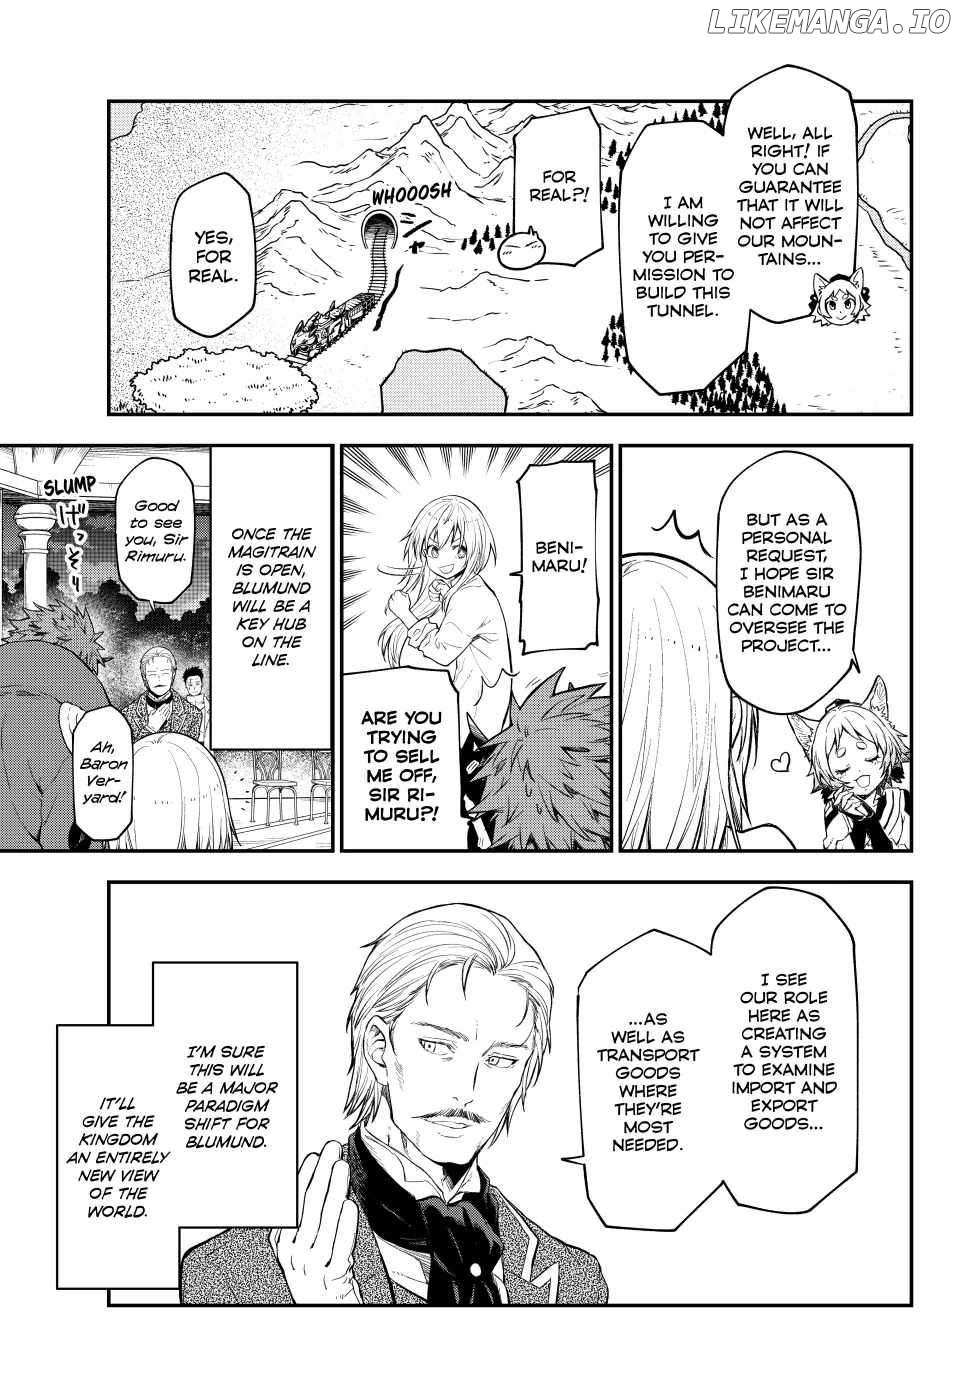 LIKEMANGA.IO
WELL, ALL
RIGHT! IF
YOU CAN
GUARANTEE
THAT IT WILL
NOT AFFECT
OUR MOUN-
TAINS...
I AM
WILLING
TO GIVE
YOU PER-
MISSION TO
BUILD THIS
TUNNEL.
FOR
REAL?!
WHOOOSH
YES,
FOR
REAL.
BUT AS A
PERSONAL
REQUEST,
I HOPE SIR
BENIMARU
CAN COME TO
OVERSEE THE
PROJECT...
BENI-
MARU!
ARE YOU
TRYING
TO SELL
ME OFF,
SIR RI-
MURU?!
ONCE THE
MAGITRAIN
IS OPEN,
BLUMUND
WILL BE A
KEY HUB
ON THE
LINE.
SLUMP
げっそり
Good
to see
you, Sir
Rimuru.
Ah,
Baron
Ver-
yard!
I SEE
OUR ROLE
HERE AS
CREATING
A SYSTEM
TO EXAMINE
IMPORT AND
EXPORT
GOODS...
...AS
WELL AS
TRANSPORT
GOODS
WHERE
THEY'RE
MOST
NEEDED.
I'M SURE
THIS WILL
BE A MAJOR
PARADIGM
SHIFT FOR
BLUMUND.
IT'LL
GIVE THE
KINGDOM
AN ENTIRELY
NEW VIEW
OF THE
WORLD.